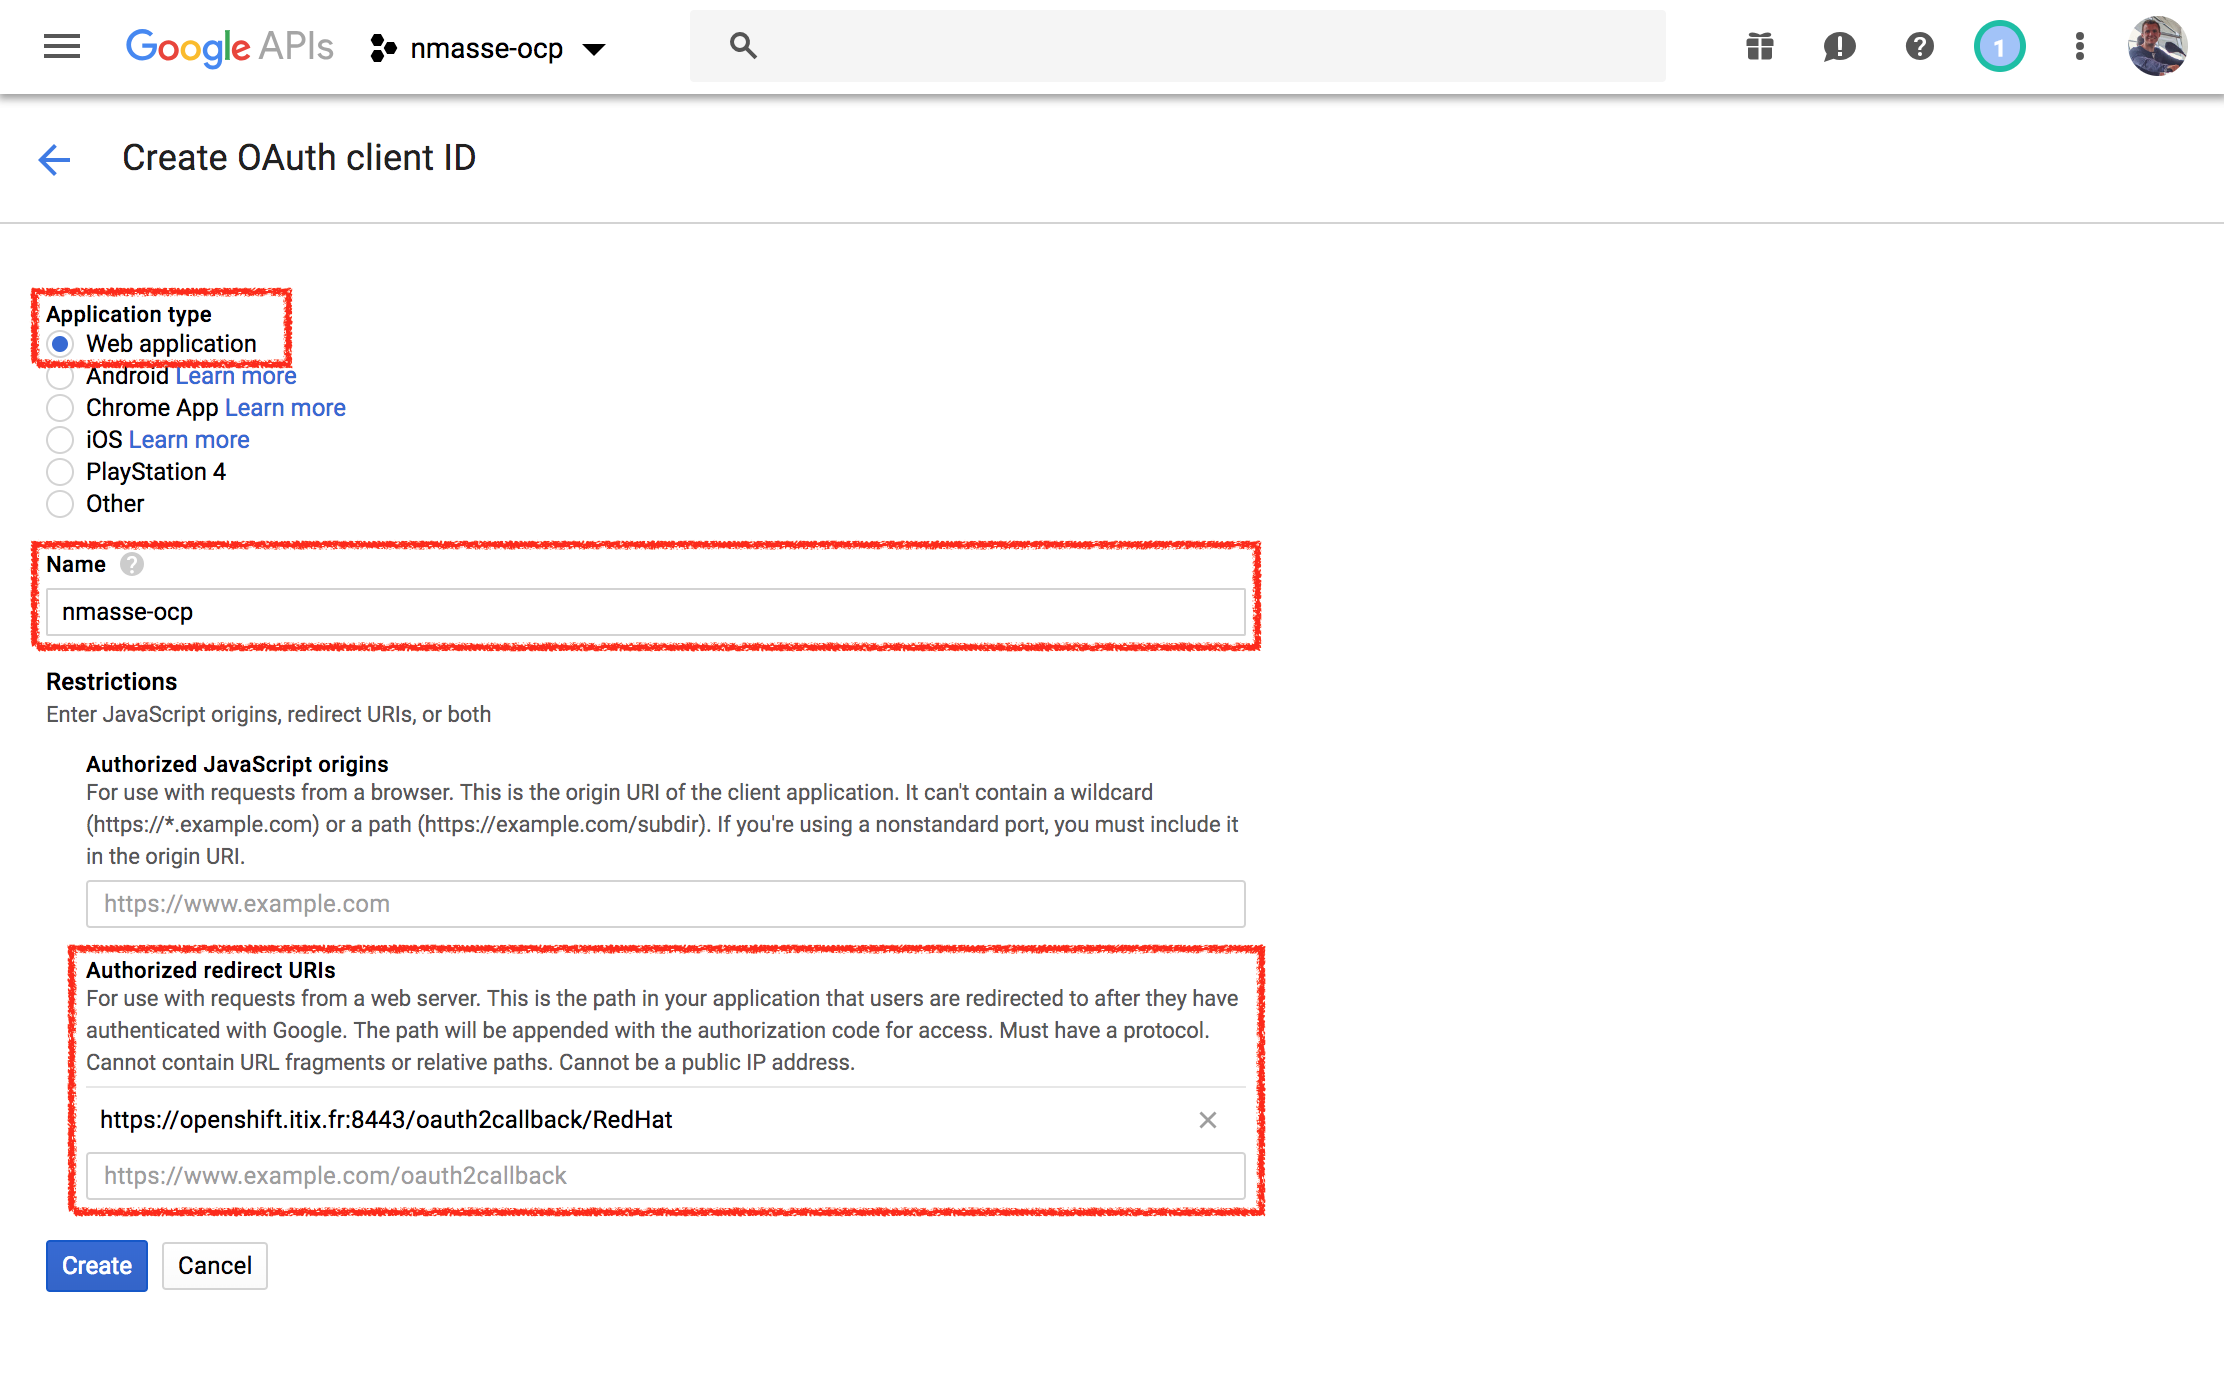 Google APIs nmasse-ocp 1
Create OAuth client ID
Application type
Web application
Android Learn more
Chrome App Learn more
iOS Learn more
PlayStation 4
Other
Name ?
nmasse-ocp
Restrictions
Enter JavaScript origins, redirect URIs, or both
Authorized JavaScript origins
For use with requests from a browser. This is the origin URI of the client application. It can't contain a wildcard
(https://*.example.com) or a path (https://example.com/subdir). If you're using a nonstandard port, you must include it
in the origin URI.
https://www.example.com
Authorized redirect URIs
For use with requests from a web server. This is the path in your application that users are redirected to after they have
authenticated with Google. The path will be appended with the authorization code for access. Must have a protocol.
Cannot contain URL fragments or relative paths. Cannot be a public IP address.
https://openshift.itix.fr:8443/oauth2callback/RedHat
https://www.example.com/oauth2callback
Create Cancel